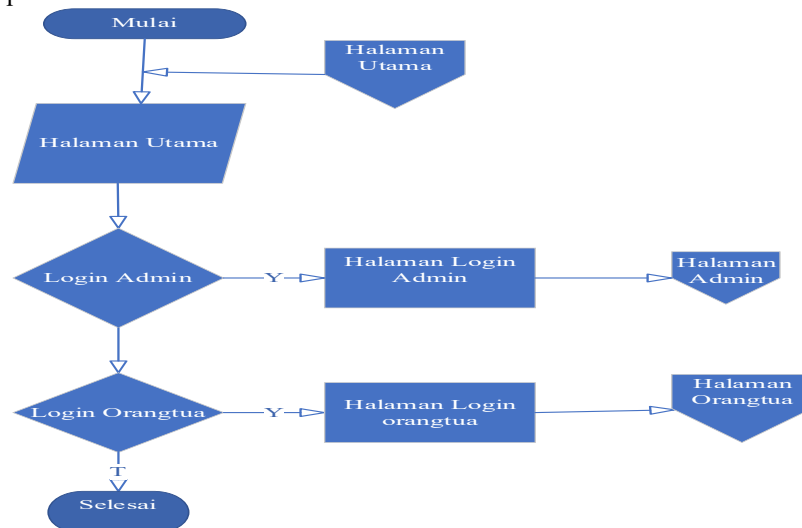 Mulai
Halaman
Utama
Halaman Utama
Login Admin
Y
Halaman Login
Admin
Halaman
Admin
Login Orangtua
Y
Halaman Login
orangtua
Halaman
Orangtua
T
Selesai